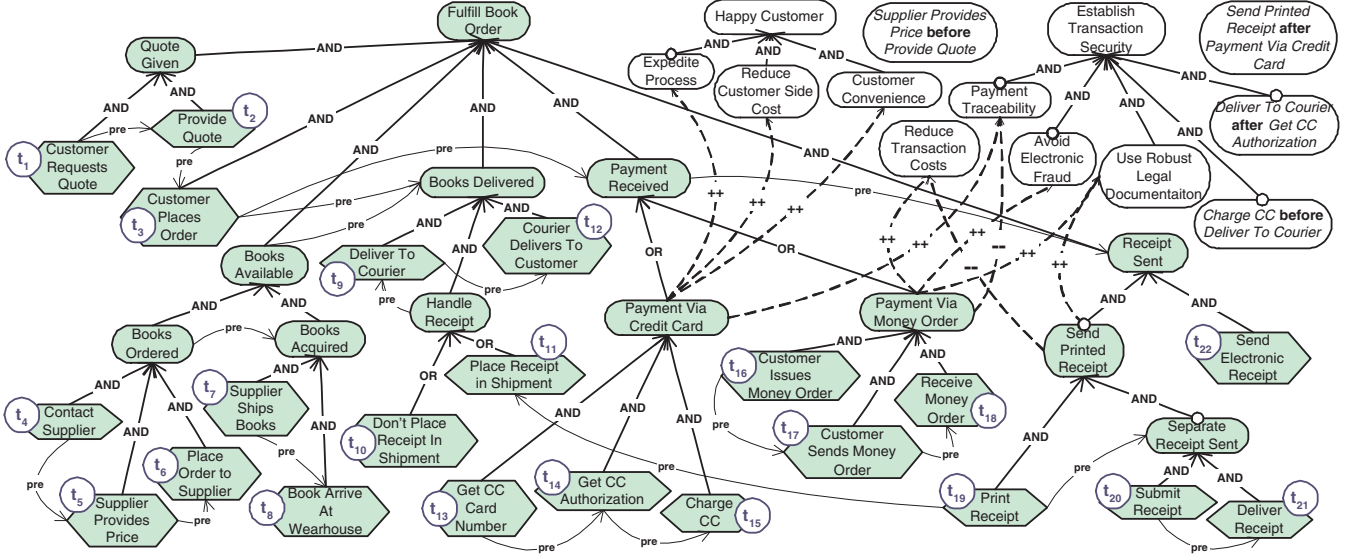 Fulfill Book
Order
Happy Customer
Supplier Provides
Price before
Provide Quote
Establish
Transaction
Security
Send Printed
Receipt after
Payment Via Credit
Card
Quote
Given
AND
AND
AND
AND
Expedite
Process
Reduce
Customer Side
Cost
Customer
Convenience
AND
AND
Payment
Traceability
Deliver To Courier
after Get CC
Authorization
AND
AND
t1
Customer
Requests
Quote
pre
Provide
Quote
t2
pre
AND
AND
AND
AND
AND
Reduce
Transaction
Costs
AND
Avoid
Electronic
Fraud
AND
AND
Use Robust
Legal
Documentaiton
Charge CC before
Deliver To Courier
t3
Customer
Places
Order
pre
pre
pre
Books Delivered
Payment
Received
pre
++
++
++
++
++
++
--
--
++
++
Receipt
Sent
Books
Available
AND
AND
AND
t9
Deliver To
Courier
Courier
Delivers To
Customer
t12
pre
pre
OR
OR
Handle
Receipt
Payment Via
Credit Card
Payment Via
Money Order
AND
AND
Books
Ordered
pre
Books
Acquired
AND
AND
Send
Printed
Receipt
t22
Send
Electronic
Receipt
OR
OR
t11
Place Receipt
in Shipment
t16
Customer
Issues
Money Order
AND
AND
AND
Receive
Money
Order
t18
t4
Contact
Supplier
AND
AND
AND
t7
Supplier
Ships
Books
AND
AND
t10
Don't Place
Receipt In
Shipment
AND
AND
AND
pre
t17
Customer
Sends Money
Order
pre
AND
AND
Separate
Receipt Sent
pre
t5
Supplier
Provides
Price
pre
t6
Place
Order to
Supplier
pre
t8
Book Arrive
At
Wearhouse
t13
Get CC
Card
Number
pre
t14
Get CC
Authorization
pre
Charge
CC
t15
pre
t19
Print
Receipt
pre
AND
AND
t20
Submit
Receipt
pre
Deliver
Receipt
t21